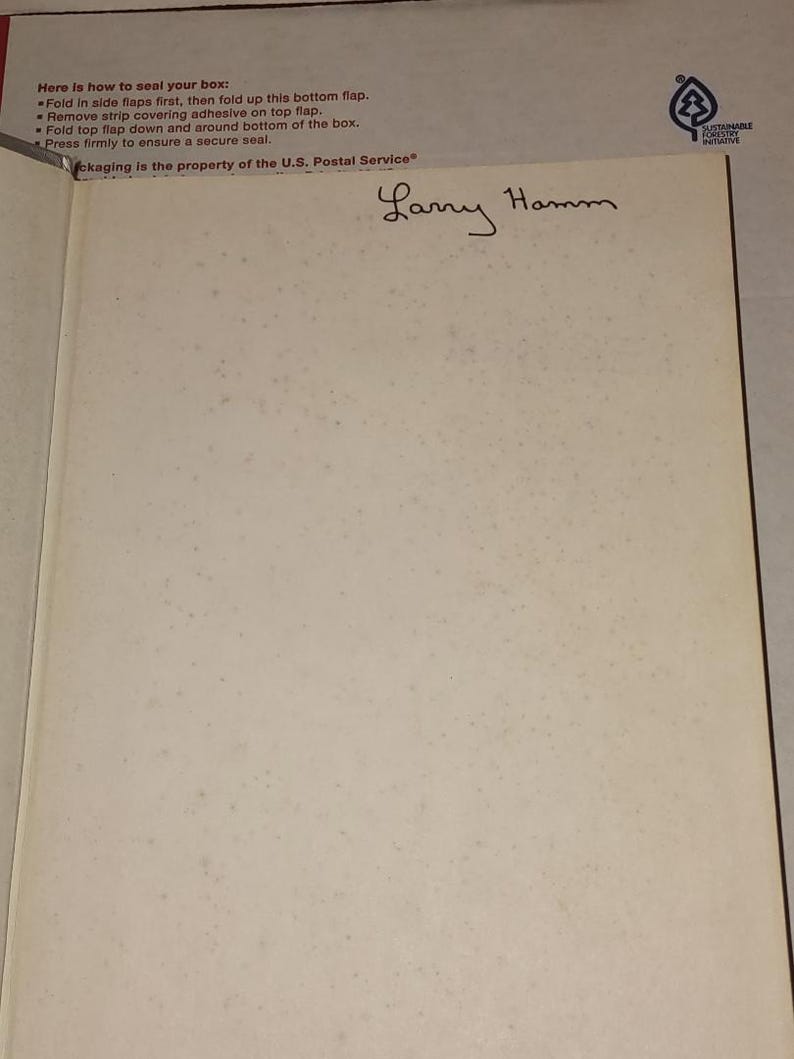 Here is how to seal your box:
▪ Fold in side flaps first, then fold up this bottom flap.
▪ Remove strip covering adhesive on top flap.
▪ Fold top flap down and around bottom of the box.
▪ Press firmly to ensure a secure seal.
ckaging is the property of the U.S. Postal Service®
®
SUSTAINABLE
FORESTRY
INITIATIVE
Larry Hamm